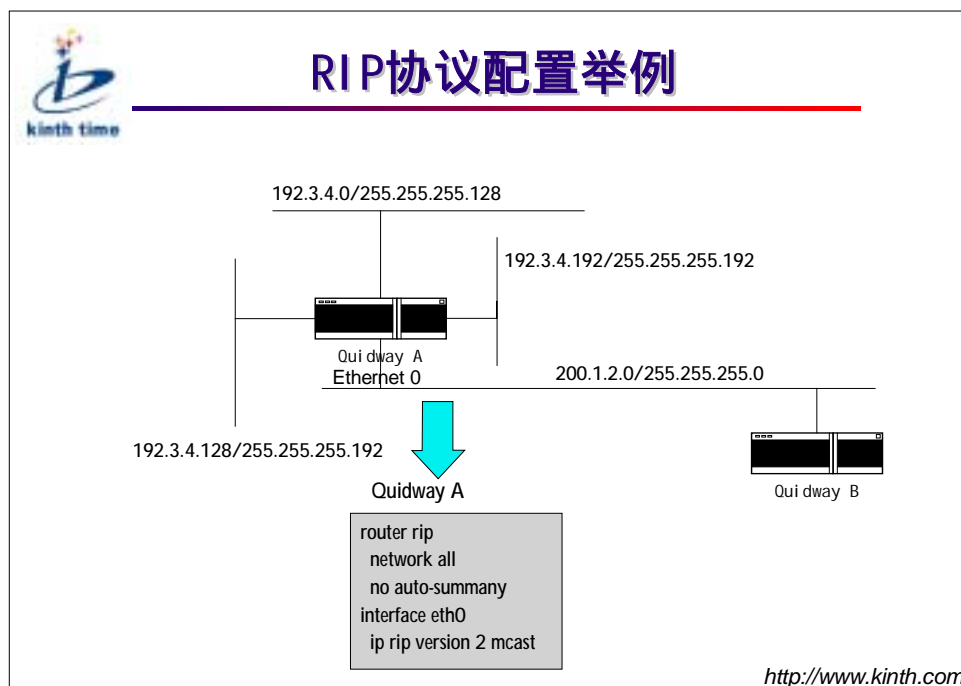 kinth time
RIP协议配置举例
192.3.4.0/255.255.255.128
192.3.4.192/255.255.255.192
Quidway A
Ethernet 0
200.1.2.0/255.255.255.0
192.3.4.128/255.255.255.192
Quidway B
Quidway A
router rip
network all
no auto-summany
interface eth0
ip rip version 2 mcast
http://www.kinth.com